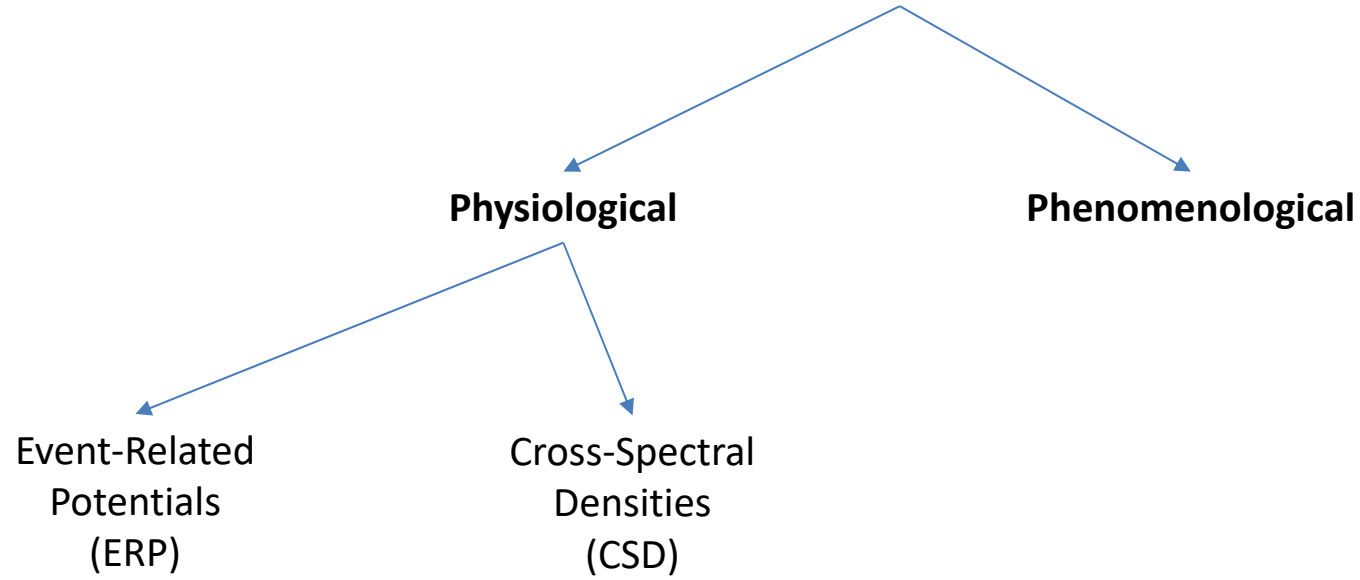 Physiological
Phenomenological
Event-Related
Potentials
(ERP)
Cross-Spectral
Densities
(CSD)